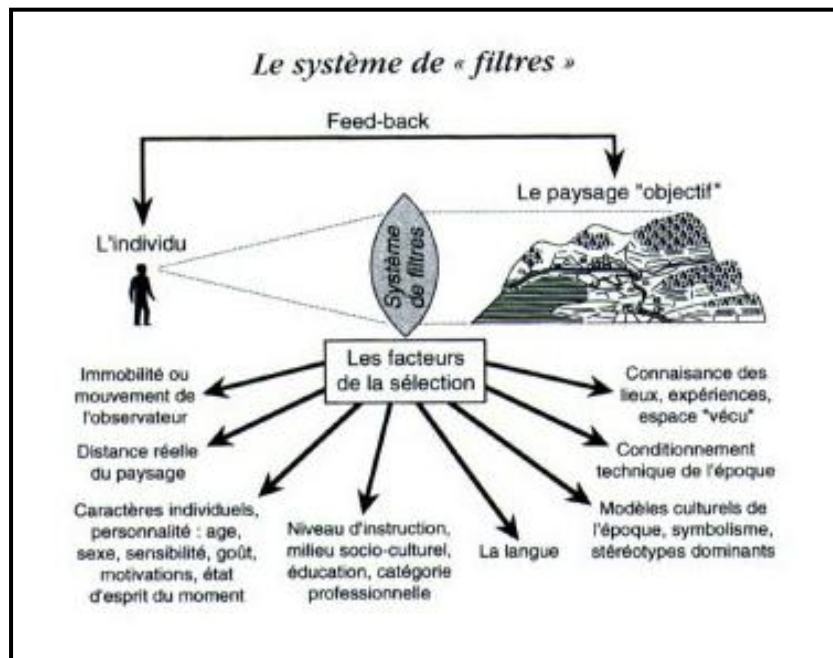 Le système de « filtres »
Feed-back
Le paysage "objectif"
L'individu
Système
de filtres
Les facteurs
de la sélection
Immobilité ou
mouvement de
l'observateur
Distance réelle
du paysage
Caractères individuels,
personnalité : age,
sexe, sensibilité, goût,
motivations, état
d'esprit du moment
Niveau d'instruction,
milieu socio-culturel,
éducation, catégorie
professionnelle
La langue
Modèles culturels de
l'époque, symbolisme,
stéréotypes dominants
Conditionnement
technique de l'époque
Connaisance des
lieux, expériences,
espace "vécu"